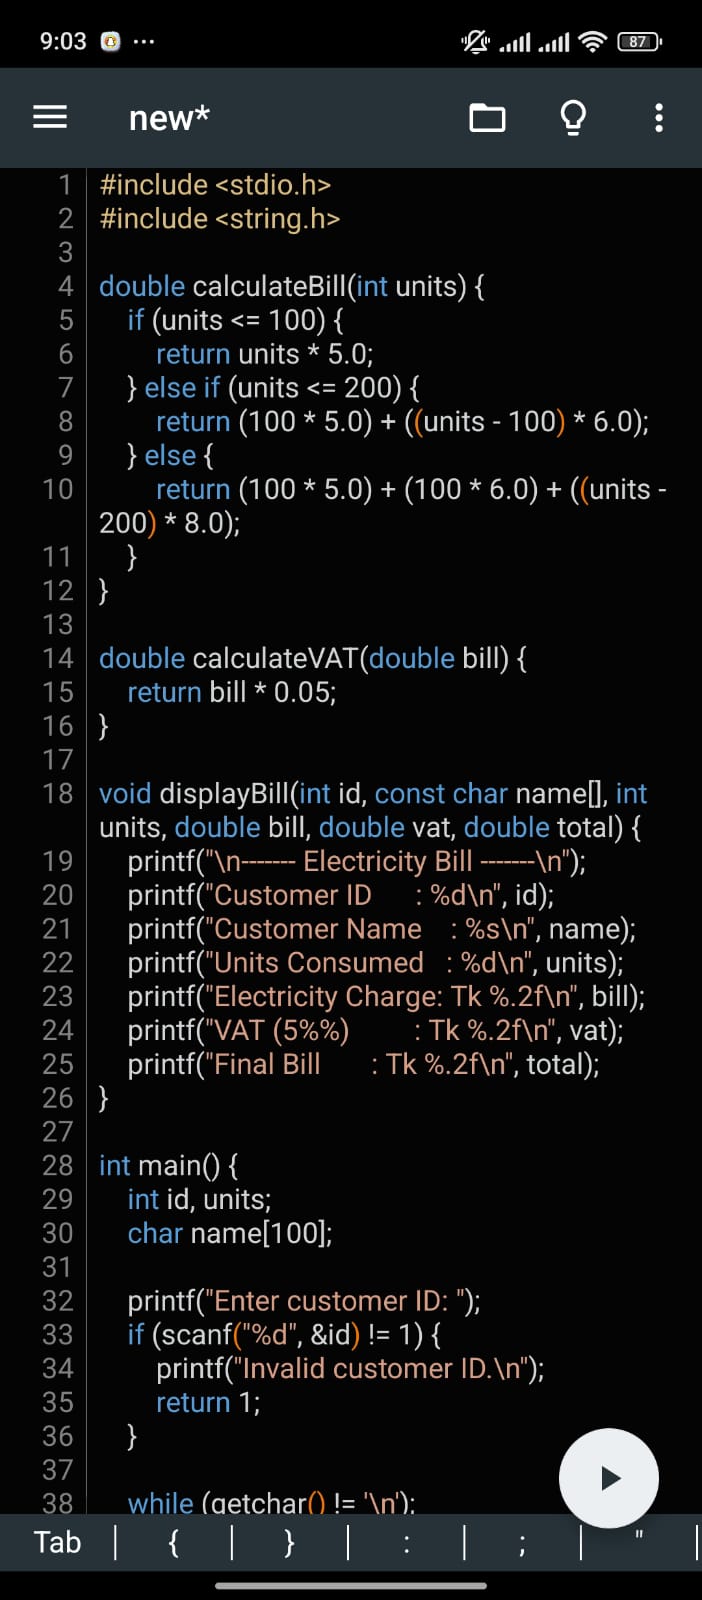 9:03 ... 87
new*
1 #include <stdio.h>
2 #include <string.h>
3
4 double calculateBill(int units) {
5 if (units <= 100) {
6 return units * 5.0;
7 } else if (units <= 200) {
8 return (100 * 5.0) + ((units - 100) * 6.0);
9 } else {
10 return (100 * 5.0) + (100 * 6.0) + ((units -
200) * 8.0);
11 }
12 }
13
14 double calculateVAT(double bill) {
15 return bill * 0.05;
16 }
17
18 void displayBill(int id, const char name[], int
units, double bill, double vat, double total) {
19 printf("\n------- Electricity Bill -------\n");
20 printf("Customer ID      : %d\n", id);
21 printf("Customer Name    : %s\n", name);
22 printf("Units Consumed   : %d\n", units);
23 printf("Electricity Charge: Tk %.2f\n", bill);
24 printf("VAT (5%%)         : Tk %.2f\n", vat);
25 printf("Final Bill       : Tk %.2f\n", total);
26 }
27
28 int main() {
29 int id, units;
30 char name[100];
31
32 printf("Enter customer ID: ");
33 if (scanf("%d", &id) != 1) {
34 printf("Invalid customer ID.\n");
35 return 1;
36 }
37
38 while (getchar() != '\n');
Tab | { | } | : | ; | " |